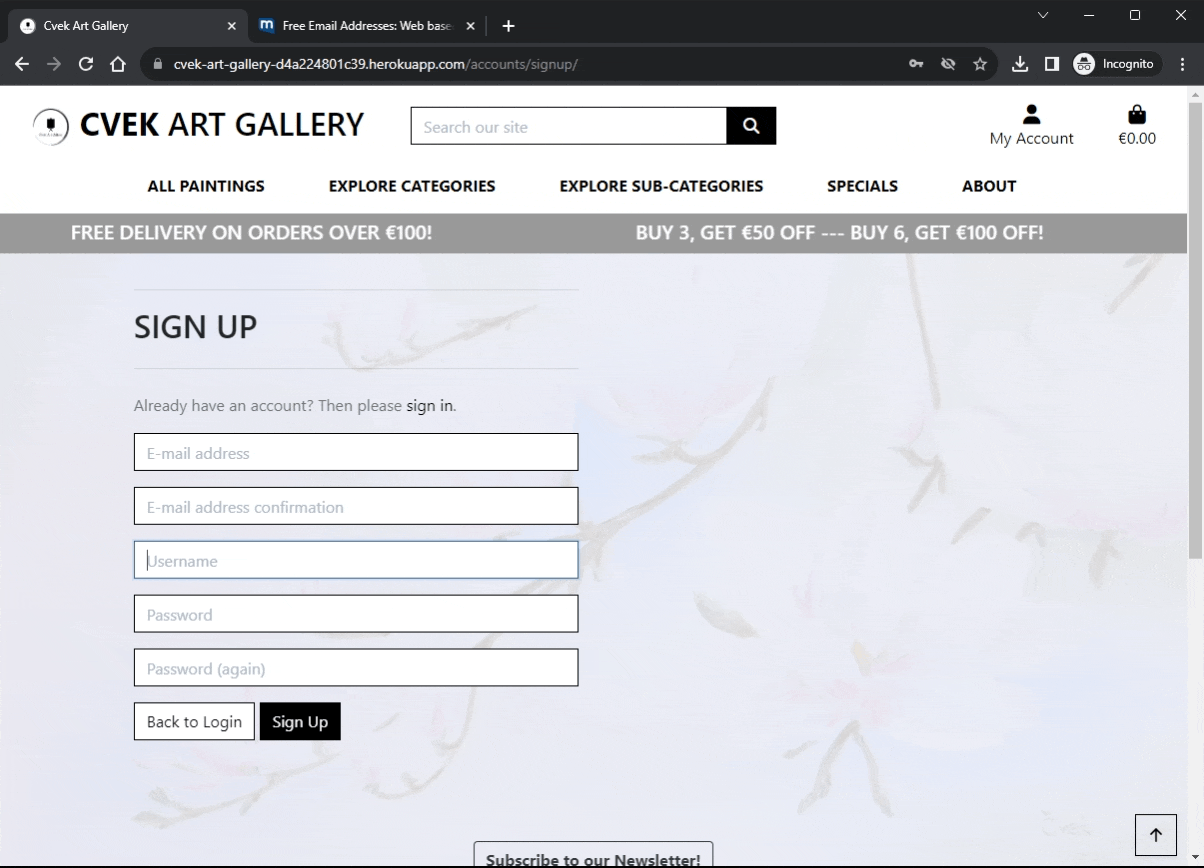 Cvek Art Gallery
Free Email Addresses: Web base
cvek-art-gallery-d4a224801c39.herokuapp.com/accounts/signup/
Incognito
CVEK ART GALLERY
Search our site
My Account
€0.00
ALL PAINTINGS
EXPLORE CATEGORIES
EXPLORE SUB-CATEGORIES
SPECIALS
ABOUT
FREE DELIVERY ON ORDERS OVER €100!
BUY 3, GET €50 OFF --- BUY 6, GET €100 OFF!
SIGN UP
Already have an account? Then please sign in.
E-mail address
E-mail address confirmation
Username
Password
Password (again)
Back to Login
Sign Up
Subscribe to our Newsletter!